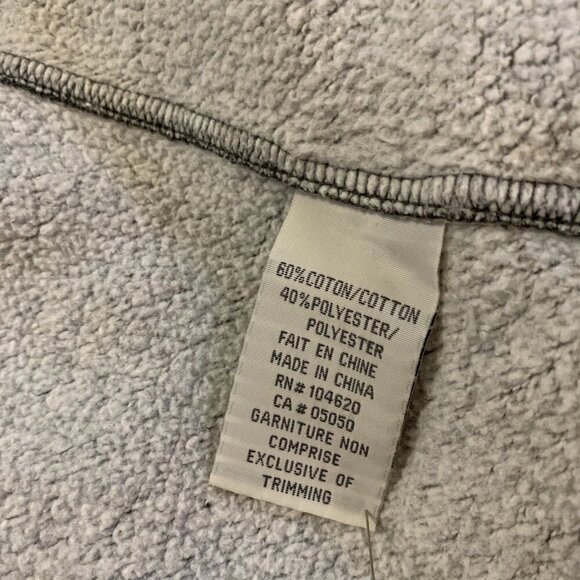 60%COTON/COTTON
40%POLYESTER/
POLYESTER
FAIT EN CHINE
MADE IN CHINA
RN# 104620
CA # 05050
GARNITURE NON
COMPRISE
EXCLUSIVE OF
TRIMMING